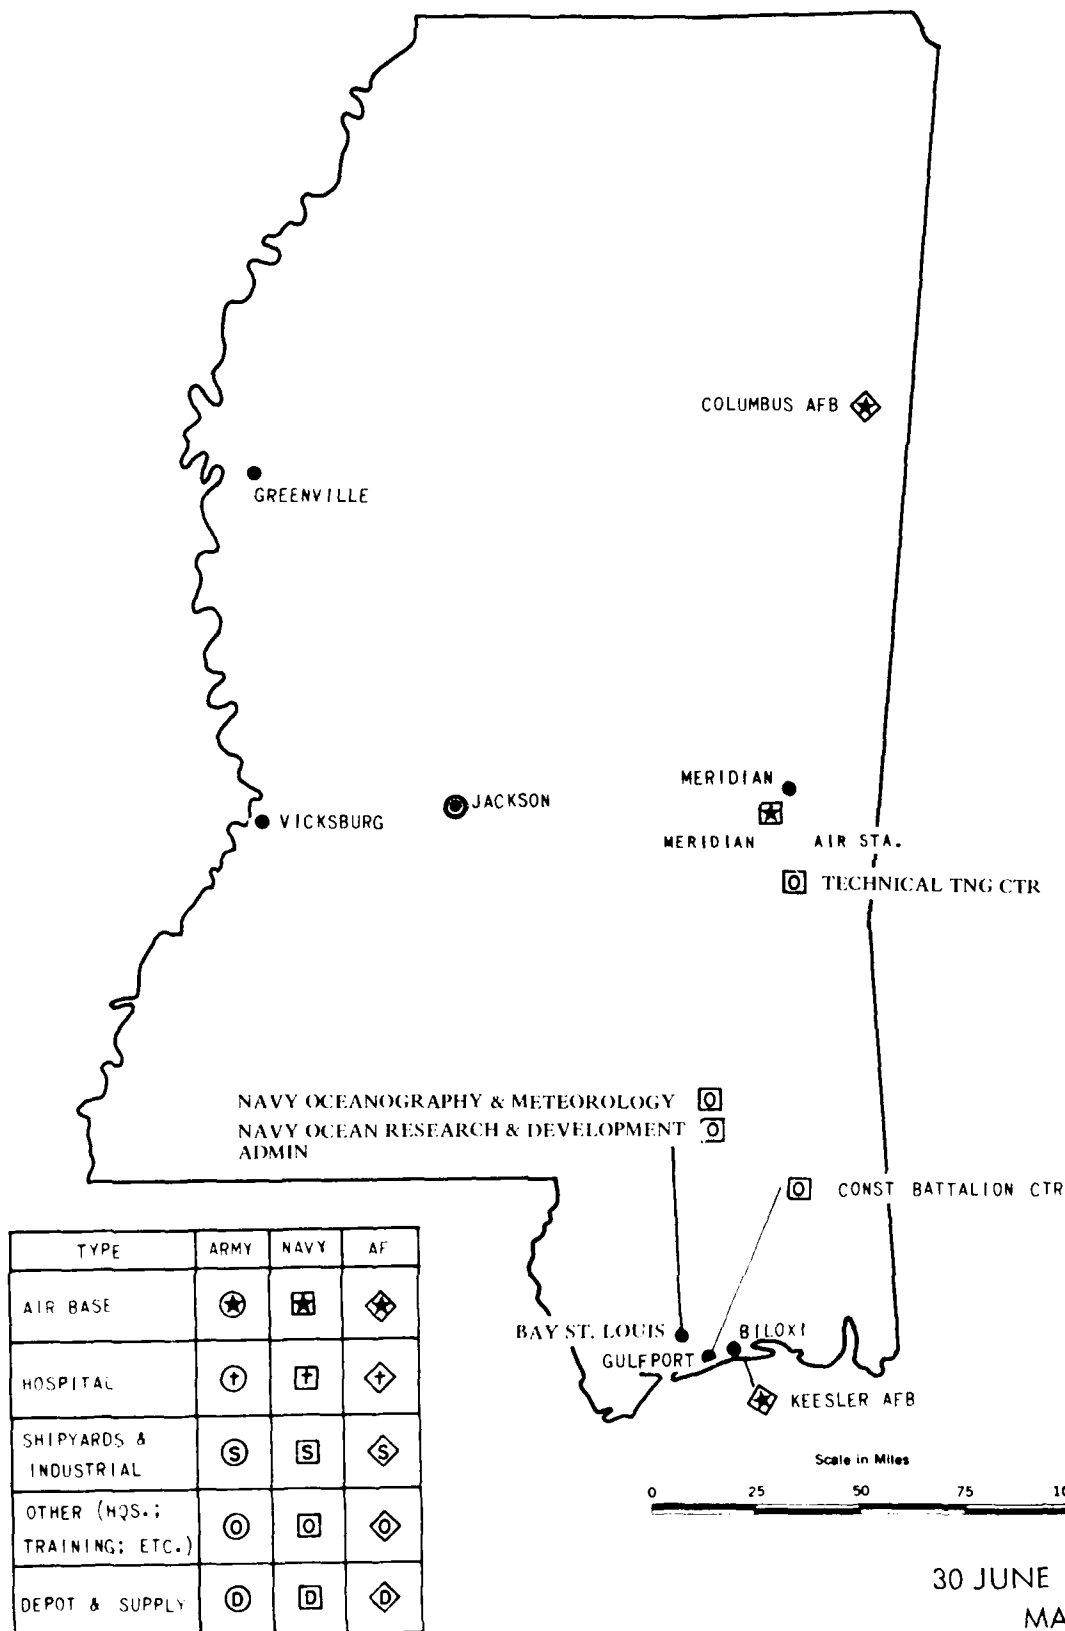 COLUMBUS AFB
GREENVILLE
MERIDIAN
JACKSON
VICKSBURG
MERIDIAN AIR STA.
O TECHNICAL TNG CTR
NAVY OCEANOGRAPHY & METEOROLOGY O
NAVY OCEAN RESEARCH & DEVELOPMENT O
ADMIN
O CONST BATTALION CTR
TYPE ARMY NAVY AF
AIR BASE
BAY ST. LOUIS
BILOXI
GULFPORT
HOSPITAL
KEESLER AFB
SHIPYARDS &
INDUSTRIAL S S S
Scale in Miles
0 25 50 75 10
OTHER (HQS.;
TRAINING; ETC.) O O O
DEPOT & SUPPLY D D D
30 JUNE
MA